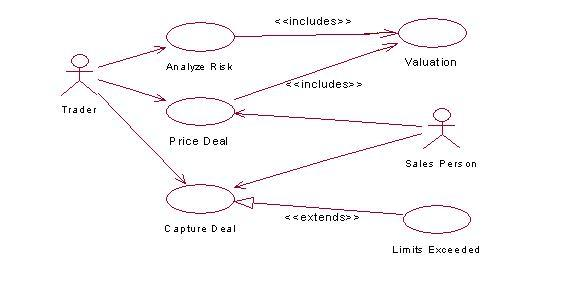 <<includes>>
Analyze Risk
Valuation
Trader
<<includes>>
Price Deal
Sales Person
<<extends>>
Capture Deal
Limits Exceeded